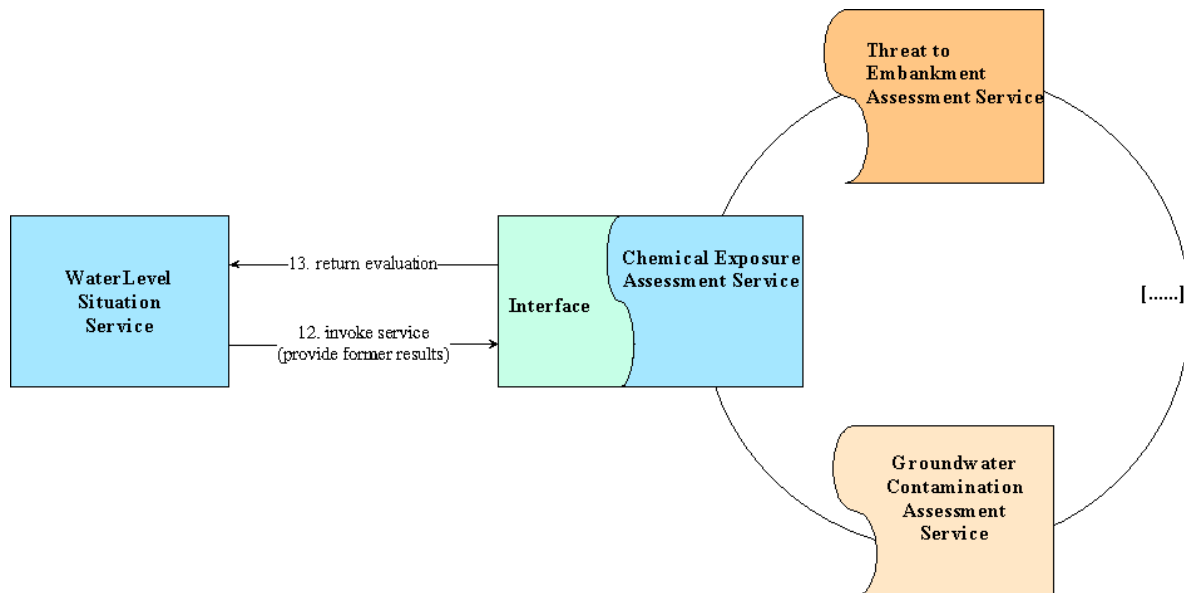 Threat to
Embankment
Assessment Service
WaterLevel
Situation
Service
13. return evaluation
12. invoke service
(provide former results)
Interface
Chemical Exposure
Assessment Service
[......]
Groundwater
Contamination
Assessment
Service